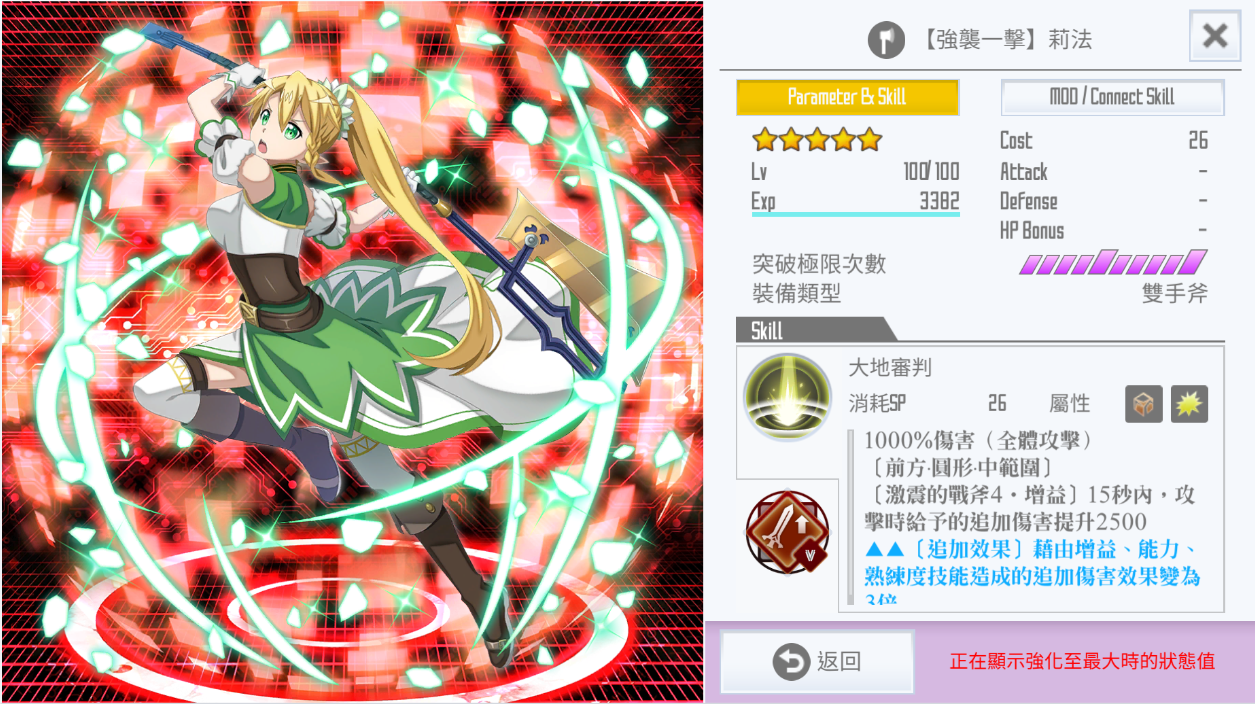 【強襲一擊】莉法
Parameter & Skill
MOD / Connect Skill
Lv 100/100
Exp 3382
Cost 26
Attack -
Defense -
HP Bonus -
突破極限次數
裝備類型 雙手斧
Skill
大地審判
消耗SP 26 屬性
1000%傷害（全體攻擊）
〔前方·圓形·中範圍〕
〔激震的戰斧4・增益〕15秒內，攻
擊時給予的追加傷害提升2500
▲▲〔追加效果〕藉由增益、能力、
熟練度技能造成的追加傷害效果變為
3倍
V
返回
正在顯示強化至最大時的狀態值